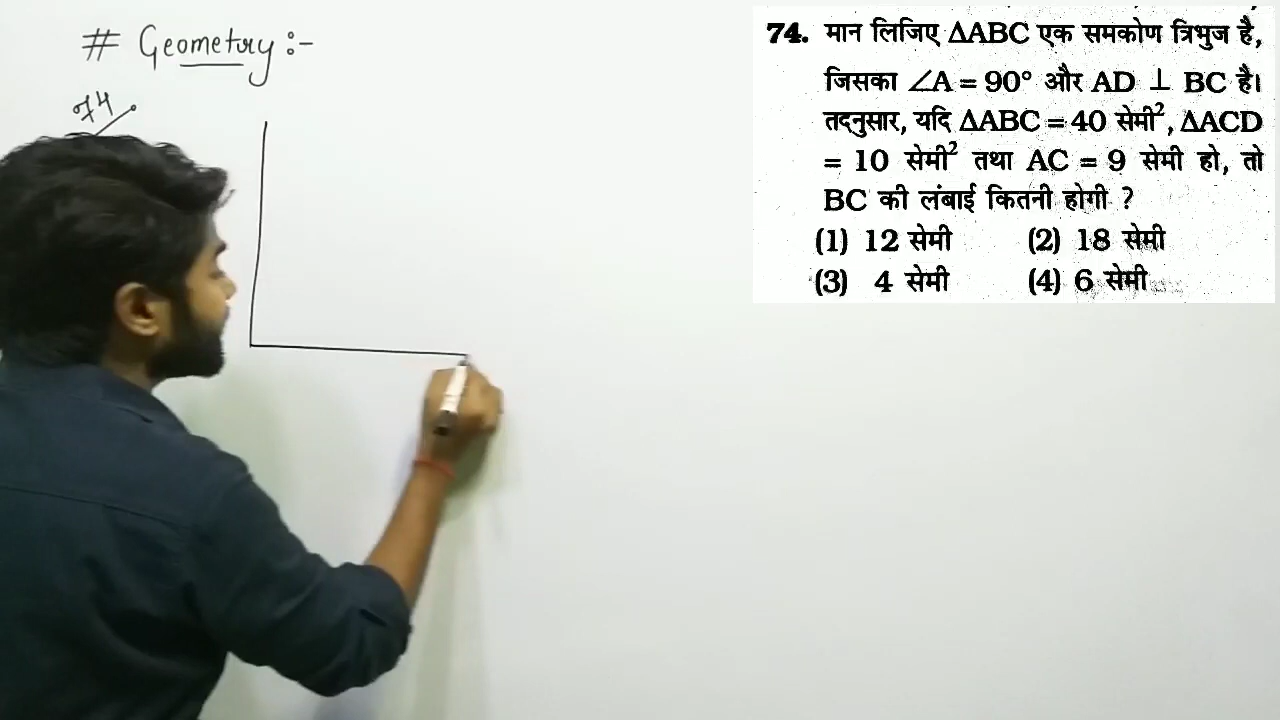 # Geometry :-
74
74. मान लिजिए ΔABC एक समकोण त्रिभुज है,
जिसका ∠A = 90° और AD ⊥ BC है।
तद्नुसार, यदि ΔABC = 40 सेमी², ΔACD
= 10 सेमी² तथा AC = 9 सेमी हो, तो
BC की लंबाई कितनी होगी ?
(1) 12 सेमी (2) 18 सेमी
(3) 4 सेमी (4) 6 सेमी